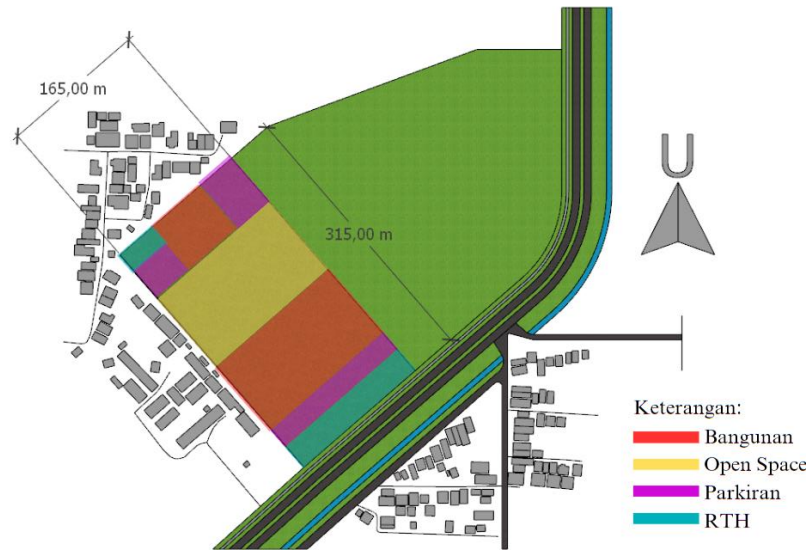 165,00 m
315,00 m
U
Keterangan:
Bangunan
Open Space
Parkiran
RTH